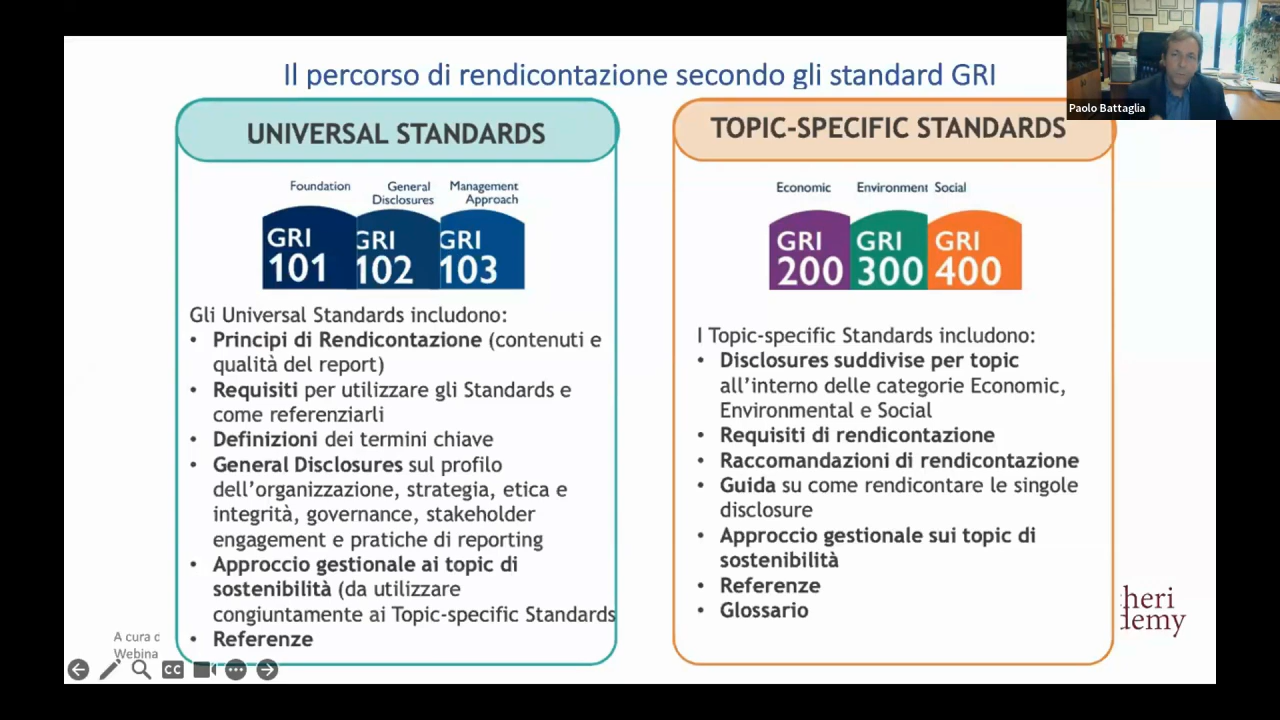 Il percorso di rendicontazione secondo gli standard GRI
Paolo Battaglia
UNIVERSAL STANDARDS
Foundation
General
Disclosures
Management
Approach
GRI
101
GRI
102
GRI
103
Gli Universal Standards includono:
• Principi di Rendicontazione (contenuti e
qualità del report)
• Requisiti per utilizzare gli Standards e
come referenziarli
• Definizioni dei termini chiave
• General Disclosures sul profilo
dell’organizzazione, strategia, etica e
integrità, governance, stakeholder
engagement e pratiche di reporting
• Approccio gestionale ai topic di
sostenibilità (da utilizzare
congiuntamente ai Topic-specific Standards
• Referenze
TOPIC-SPECIFIC STANDARDS
Economic
Environment
Social
GRI
200
GRI
300
GRI
400
I Topic-specific Standards includono:
• Disclosures suddivise per topic
all’interno delle categorie Economic,
Environmental e Social
• Requisiti di rendicontazione
• Raccomandazioni di rendicontazione
• Guida su come rendicontare le singole
disclosure
• Approccio gestionale sui topic di
sostenibilità
• Referenze
• Glossario
A cura d
Webina
CC
heri
demy